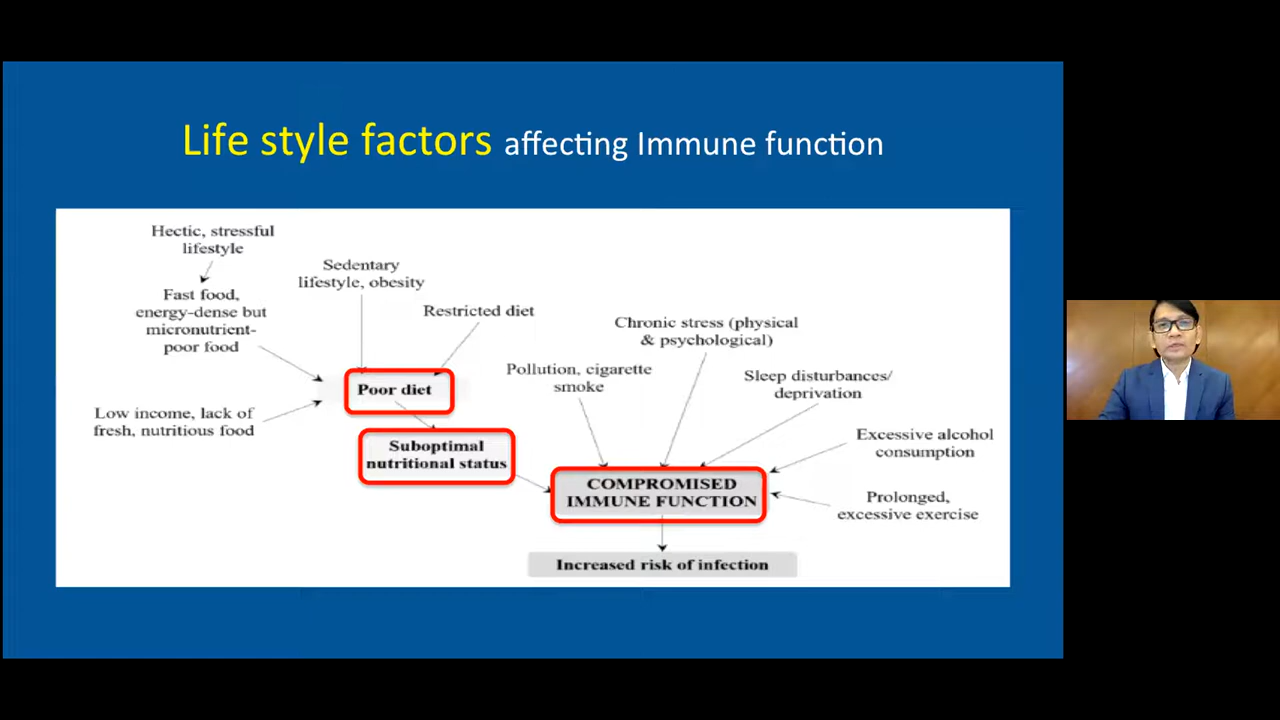 Life style factors affecting Immune function
Hectic, stressful
lifestyle
Fast food,
energy-dense but
micronutrient-
poor food
Low income, lack of
fresh, nutritious food
Sedentary
lifestyle, obesity
Restricted diet
Poor diet
Suboptimal
nutritional status
Pollution, cigarette
smoke
Chronic stress (physical
& psychological)
Sleep disturbances/
deprivation
Excessive alcohol
consumption
Prolonged,
excessive exercise
COMPROMISED
IMMUNE FUNCTION
Increased risk of infection